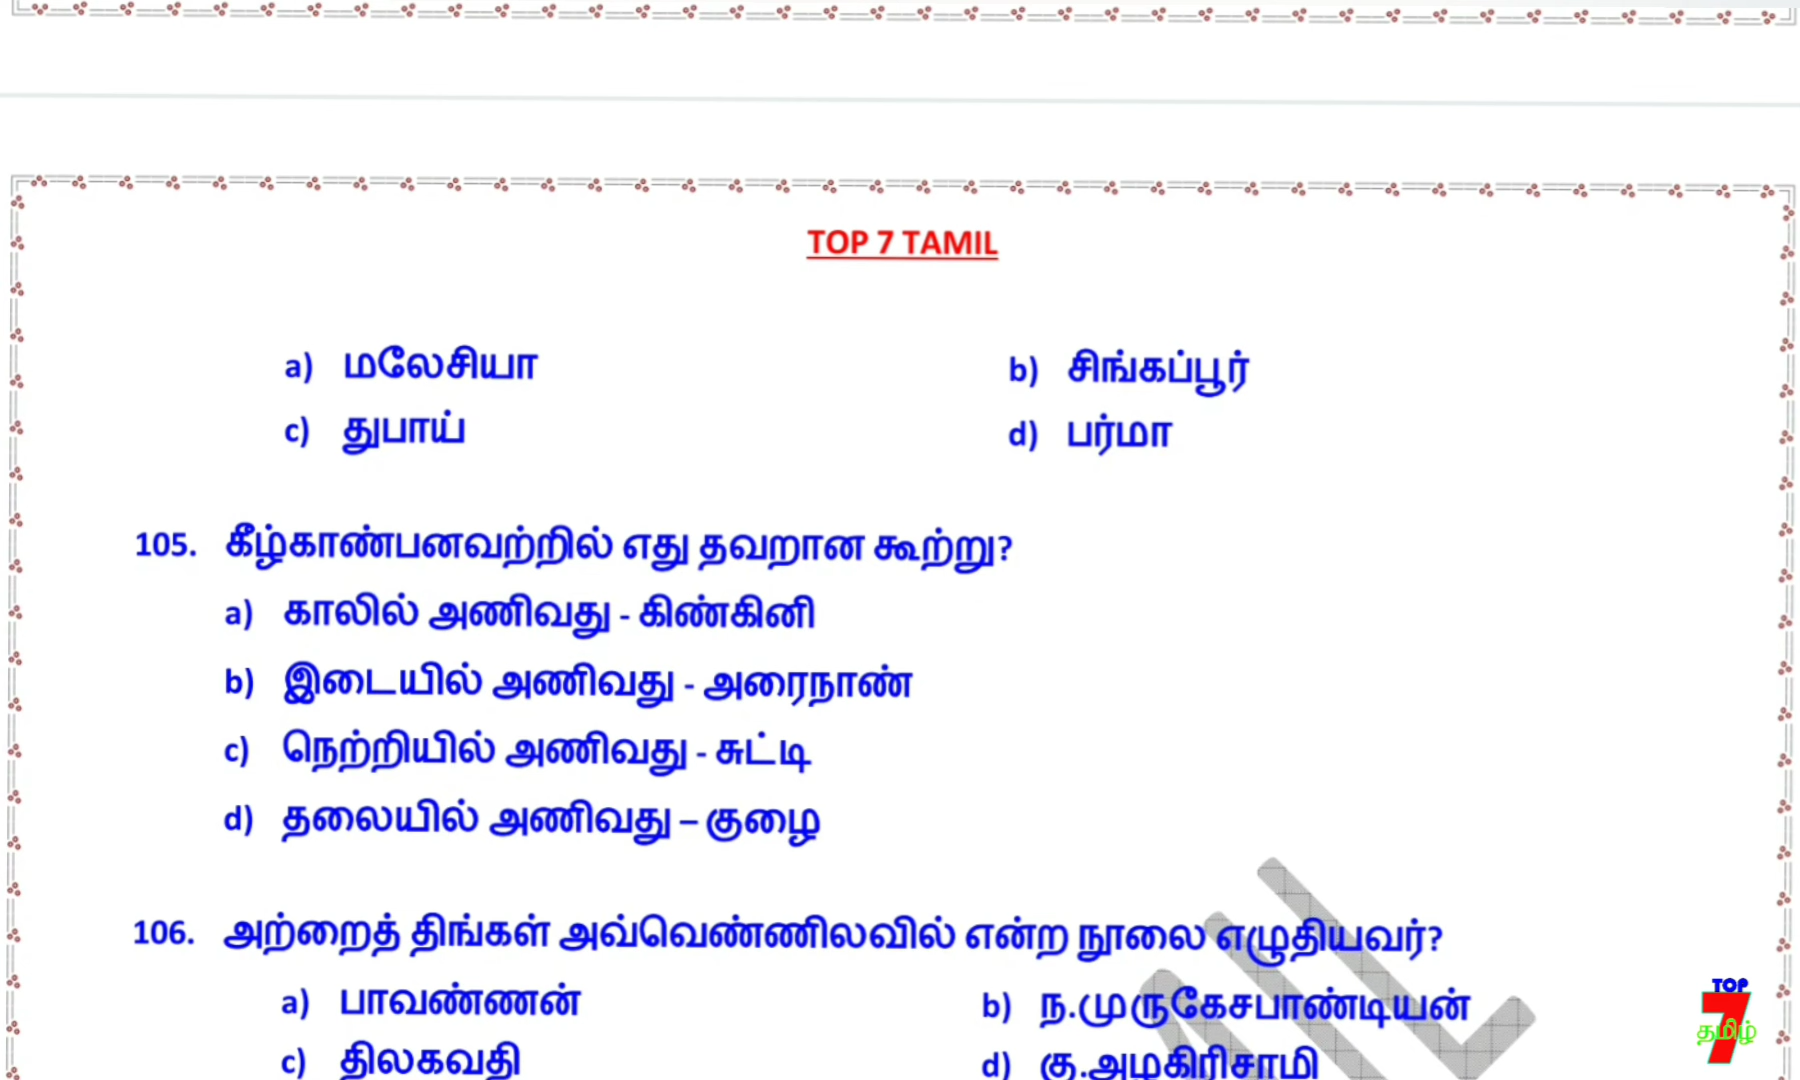 TOP 7 TAMIL
a) மலேசியா b) சிங்கப்பூர்
c) துபாய் d) பர்மா
105. கீழ்காண்பனவற்றில் எது தவறான கூற்று?
a) காலில் அணிவது - கிண்கினி
b) இடையில் அணிவது - அரைநாண்
c) நெற்றியில் அணிவது - சுட்டி
d) தலையில் அணிவது – குழை
106. அற்றைத் திங்கள் அவ்வெண்ணிலவில் என்ற நூலை எழுதியவர்?
a) பாவண்ணன் b) ந.முருகேசபாண்டியன்
c) திலகவதி d) கு.அழகிரிசாமி
TOP
7
தமிழ்